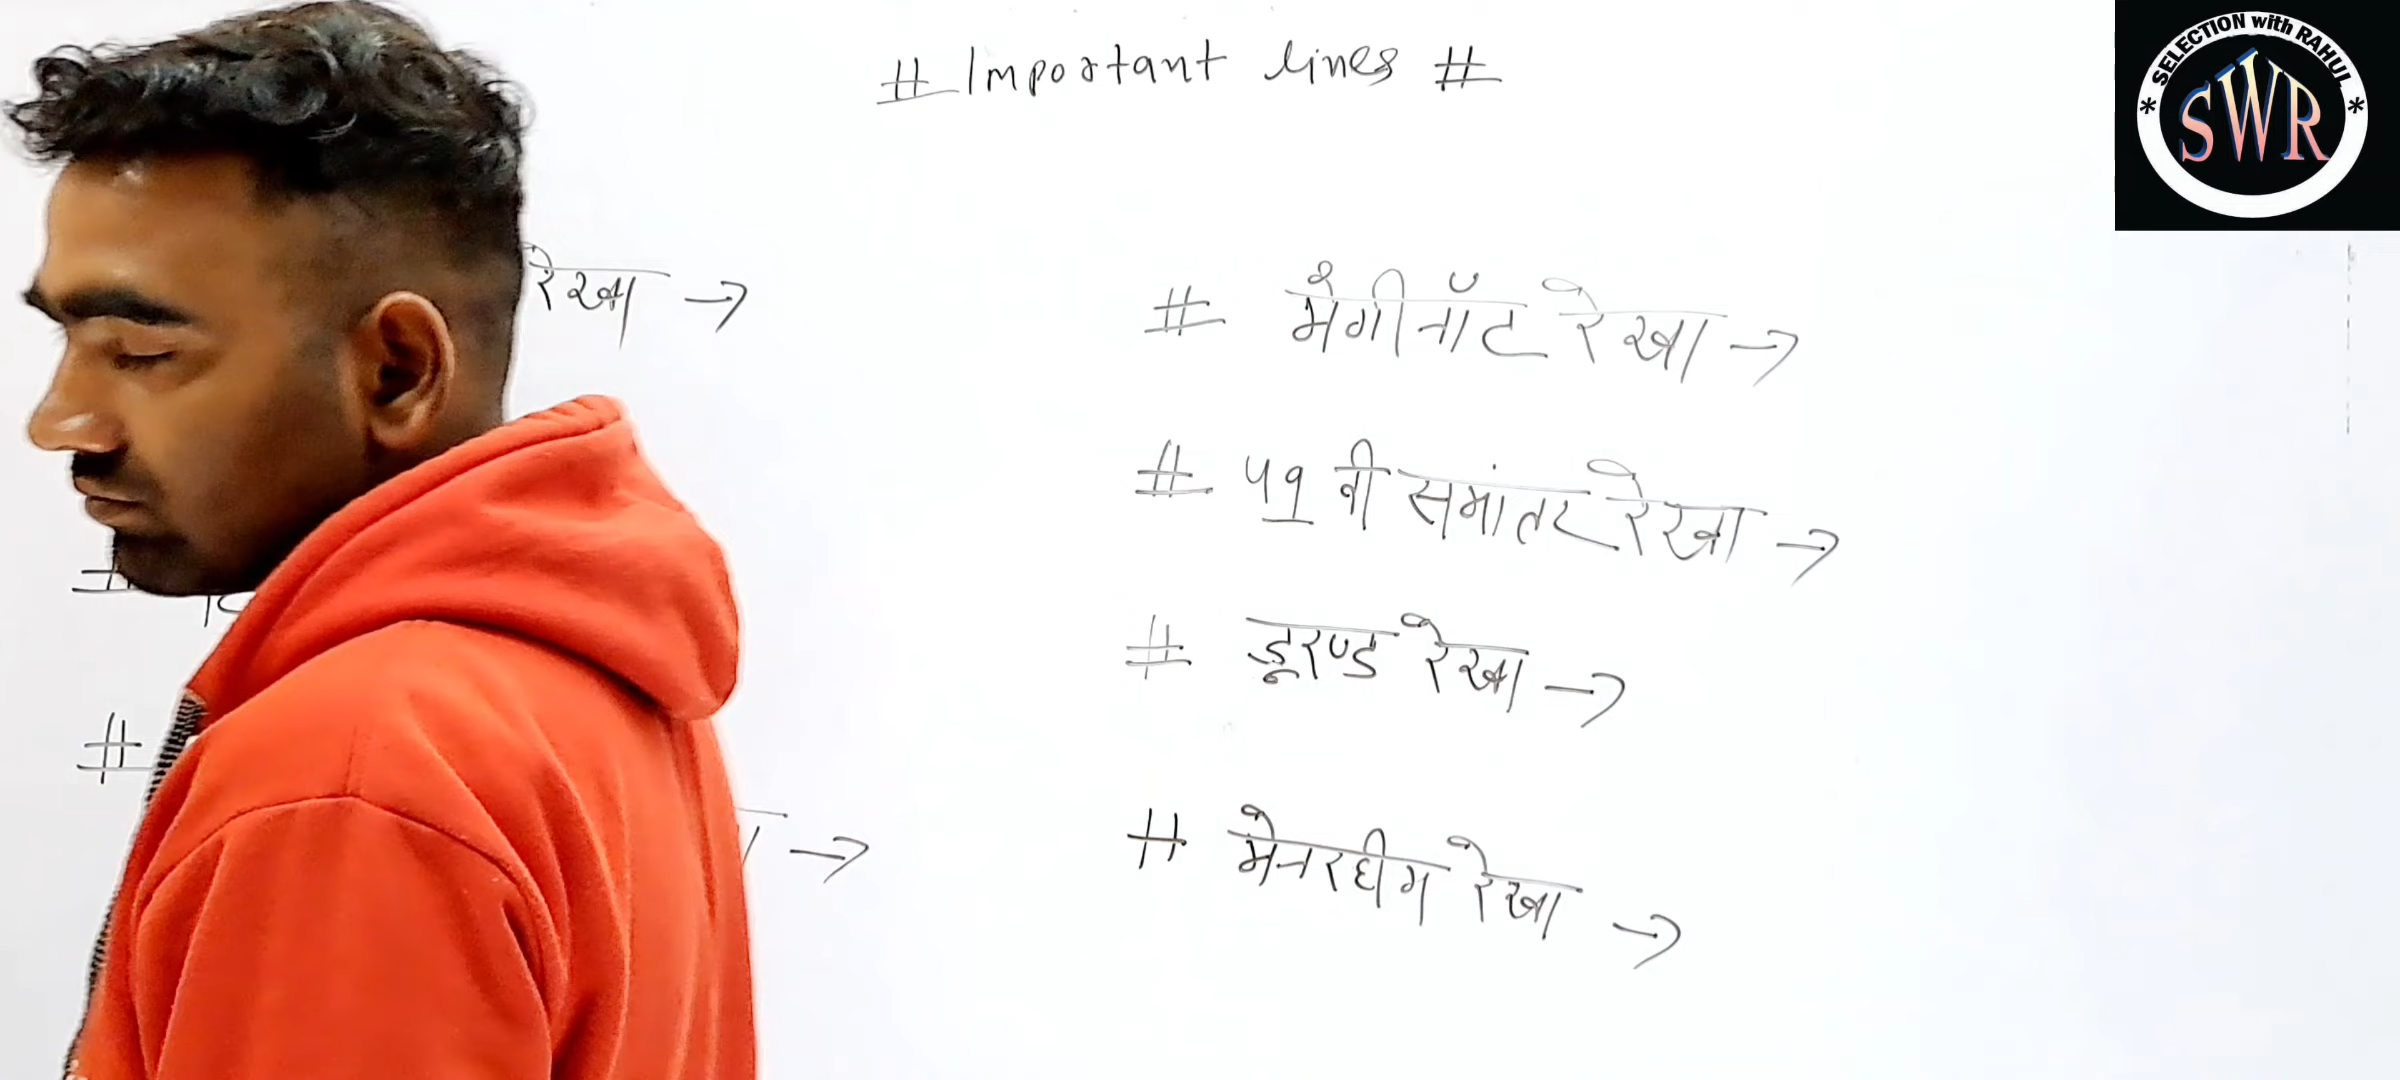 # Important lines #
SELECTION with RAHUL
SWR
रेखा →
# मैगीनॉट रेखा →
# 49 वी समांतर रेखा →
# डूरण्ड रेखा →
#
# मैनरहीम रेखा →